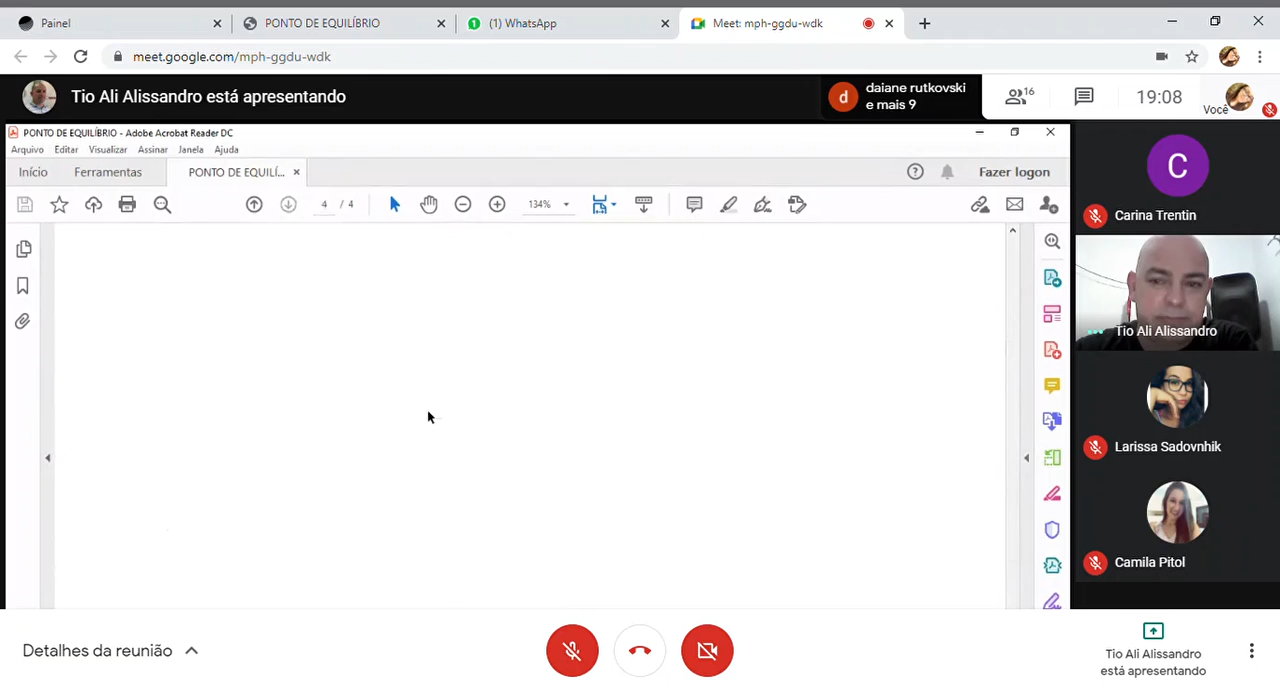 Painel
PONTO DE EQUILÍBRIO
1
(1) WhatsApp
Meet: mph-ggdu-wdk
meet.google.com/mph-ggdu-wdk
Tio Ali Alissandro está apresentando
d
daiane rutkovski
e mais 9
16
19:08
Você
PONTO DE EQUILÍBRIO - Adobe Acrobat Reader DC
Arquivo Editar Visualizar Assinar Janela Ajuda
Início
Ferramentas
PONTO DE EQUILÍ...
Fazer logon
4 / 4
134%
C
Carina Trentin
Tio Ali Alissandro
Larissa Sadovnhik
Camila Pitol
Detalhes da reunião
Tio Ali Alissandro
está apresentando